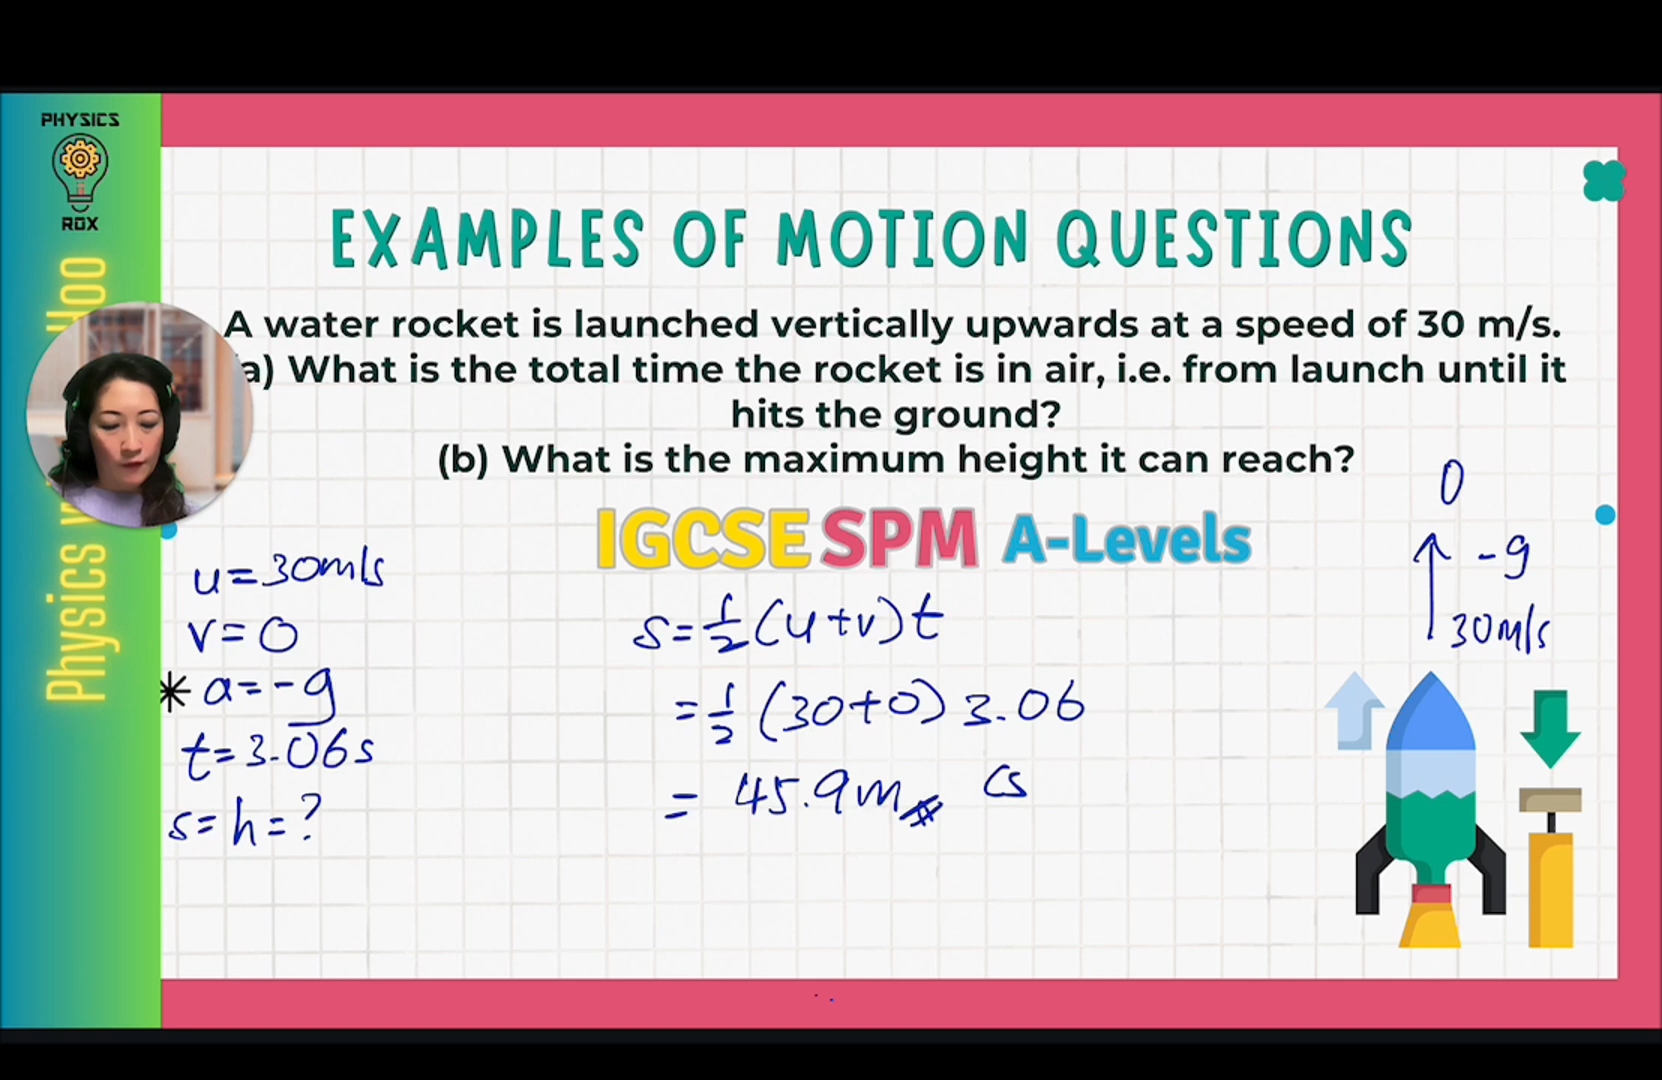 PHYSICS
ROX
EXAMPLES OF MOTION QUESTIONS
A water rocket is launched vertically upwards at a speed of 30 m/s.
a) What is the total time the rocket is in air, i.e. from launch until it
hits the ground?
(b) What is the maximum height it can reach?
IGCSE SPM A-Levels
Physics w Hoo
u = 30m/s
v = 0
* a = -g
t = 3.06s
s = h = ?
s = 1/2 (u+v) t
= 1/2 (30+0) 3.06
= 45.9m
0
-g
30m/s